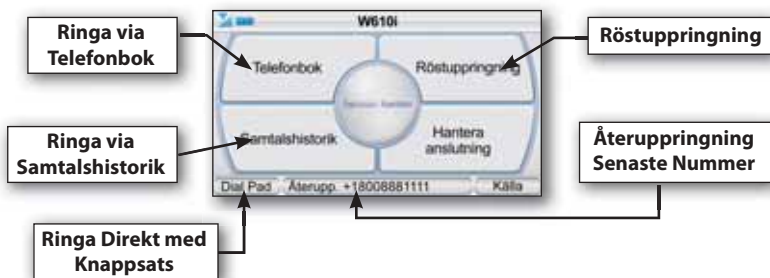 W610i
Ringa via
Telefonbok
Röstuppringning
Telefonbok
Röstuppringning
Ringa via
Samtalshistorik
Samtalshistorik
Hantera
anslutning
Återuppringning
Senaste Nummer
Dial Pad
Återupp. +18008881111
Källa
Ringa Direkt med
Knappsats